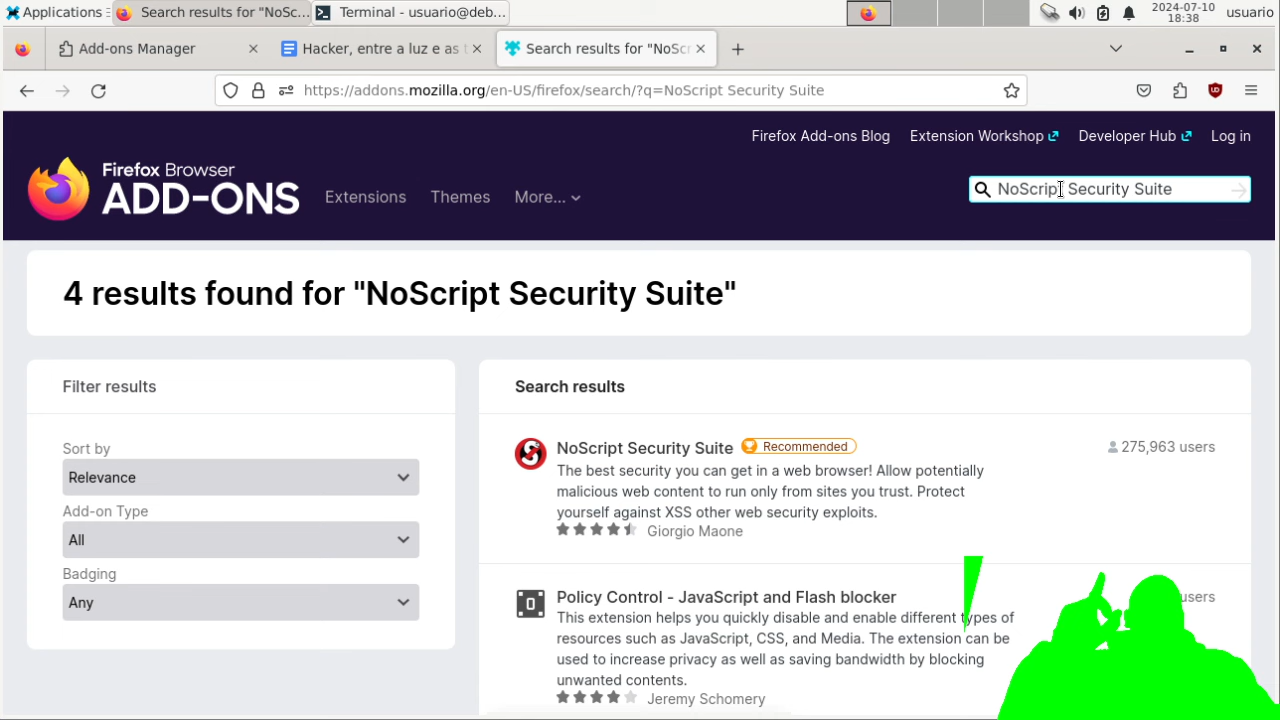 Applications
Search results for "NoSc...
Terminal - usuario@deb...
2024-07-10
18:38
usuario
Add-ons Manager
Hacker, entre a luz e as t
Search results for "NoScr
https://addons.mozilla.org/en-US/firefox/search/?q=NoScript Security Suite
Firefox Add-ons Blog
Extension Workshop
Developer Hub
Log in
Firefox Browser
ADD-ONS
Extensions
Themes
More...
NoScript Security Suite
4 results found for "NoScript Security Suite"
Filter results
Sort by
Relevance
Add-on Type
All
Badging
Any
Search results
NoScript Security Suite
Recommended
275,963 users
The best security you can get in a web browser! Allow potentially
malicious web content to run only from sites you trust. Protect
yourself against XSS other web security exploits.
Giorgio Maone
Policy Control - JavaScript and Flash blocker
users
This extension helps you quickly disable and enable different types of
resources such as JavaScript, CSS, and Media. The extension can be
used to increase privacy as well as saving bandwidth by blocking
unwanted contents.
Jeremy Schomery